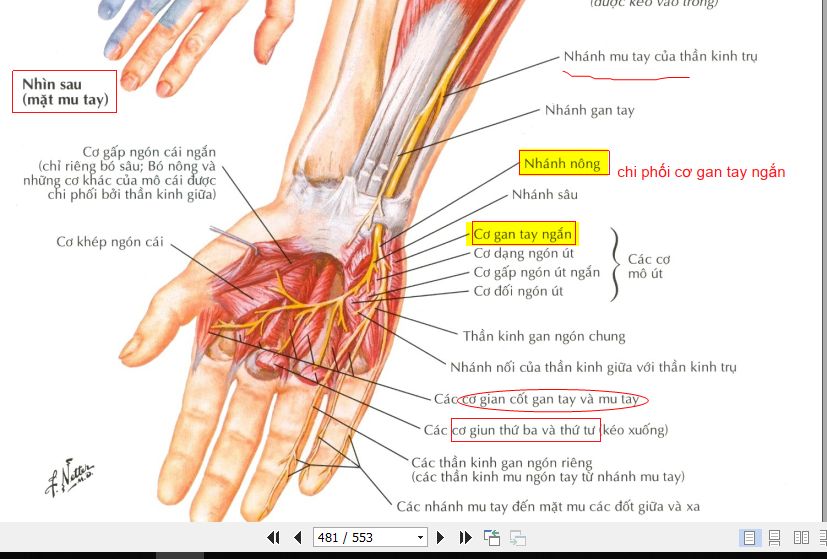 (được kéo vào trong)
Nhánh mu tay của thần kinh trụ
Nhìn sau
(mặt mu tay)
Nhánh gan tay
Cơ gấp ngón cái ngắn
(chỉ riêng bó sâu; Bó nông và
những cơ khác của mô cái được
chi phối bởi thần kinh giữa)
Nhánh nông
chi phối cơ gan tay ngắn
Nhánh sâu
Cơ gan tay ngắn
Cơ khép ngón cái
Cơ dạng ngón út
Cơ gấp ngón út ngắn
Cơ đối ngón út
Các cơ
mô út
Thần kinh gan ngón chung
Nhánh nối của thần kinh giữa với thần kinh trụ
Các cơ gian cốt gan tay và mu tay
Các cơ giun thứ ba và thứ tư (kéo xuống)
Các thần kinh gan ngón riêng
(các thần kinh mu ngón tay từ nhánh mu tay)
Các nhánh mu tay đến mặt mu các đốt giữa và xa
F. Netter
M.D.
481 / 553